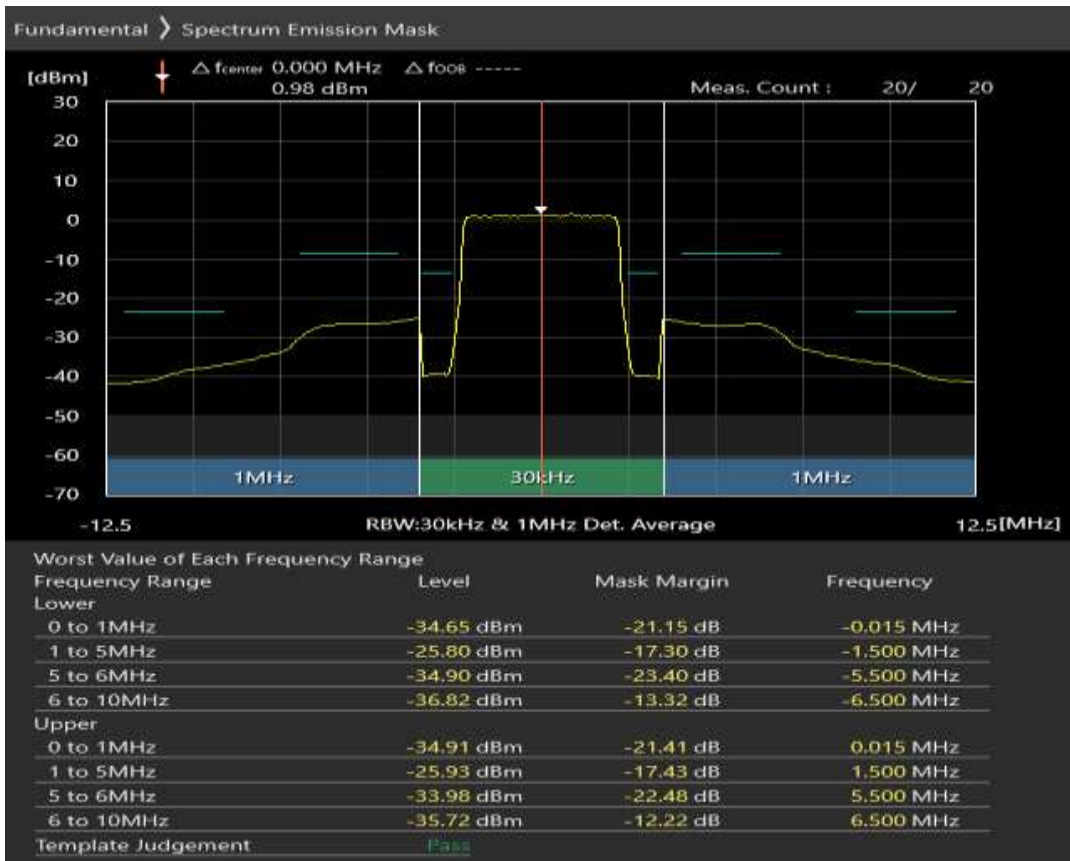 Fundamental ❯ Spectrum Emission Mask
[dBm] △ fcenter 0.000 MHz △ fOOB -----
0.98 dBm Meas. Count : 20/ 20
30
20
10
0
-10
-20
-30
-40
-50
-60
-70
1MHz 30kHz 1MHz
-12.5 RBW:30kHz & 1MHz Det. Average 12.5[MHz]
Worst Value of Each Frequency Range
Frequency Range Level Mask Margin Frequency
Lower
0 to 1MHz -34.65 dBm -21.15 dB -0.015 MHz
1 to 5MHz -25.80 dBm -17.30 dB -1.500 MHz
5 to 6MHz -34.90 dBm -23.40 dB -5.500 MHz
6 to 10MHz -36.82 dBm -13.32 dB -6.500 MHz
Upper
0 to 1MHz -34.91 dBm -21.41 dB 0.015 MHz
1 to 5MHz -25.93 dBm -17.43 dB 1.500 MHz
5 to 6MHz -33.98 dBm -22.48 dB 5.500 MHz
6 to 10MHz -35.72 dBm -12.22 dB 6.500 MHz
Template Judgement Pass